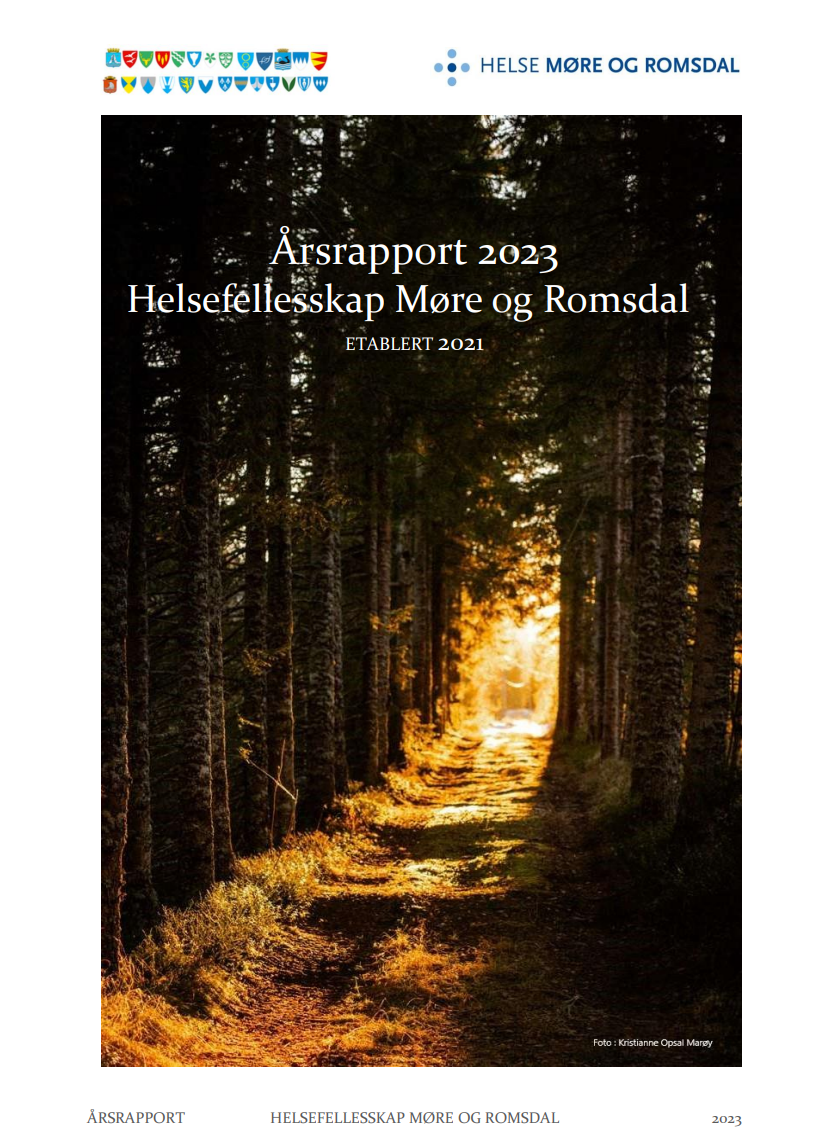 HELSE MØRE OG ROMSDAL
Årsrapport 2023
Helsefellesskap Møre og Romsdal
ETABLERT 2021
Foto : Kristianne Opsal Marøy
ÅRSRAPPORT HELSEFELLESSKAP MØRE OG ROMSDAL 2023